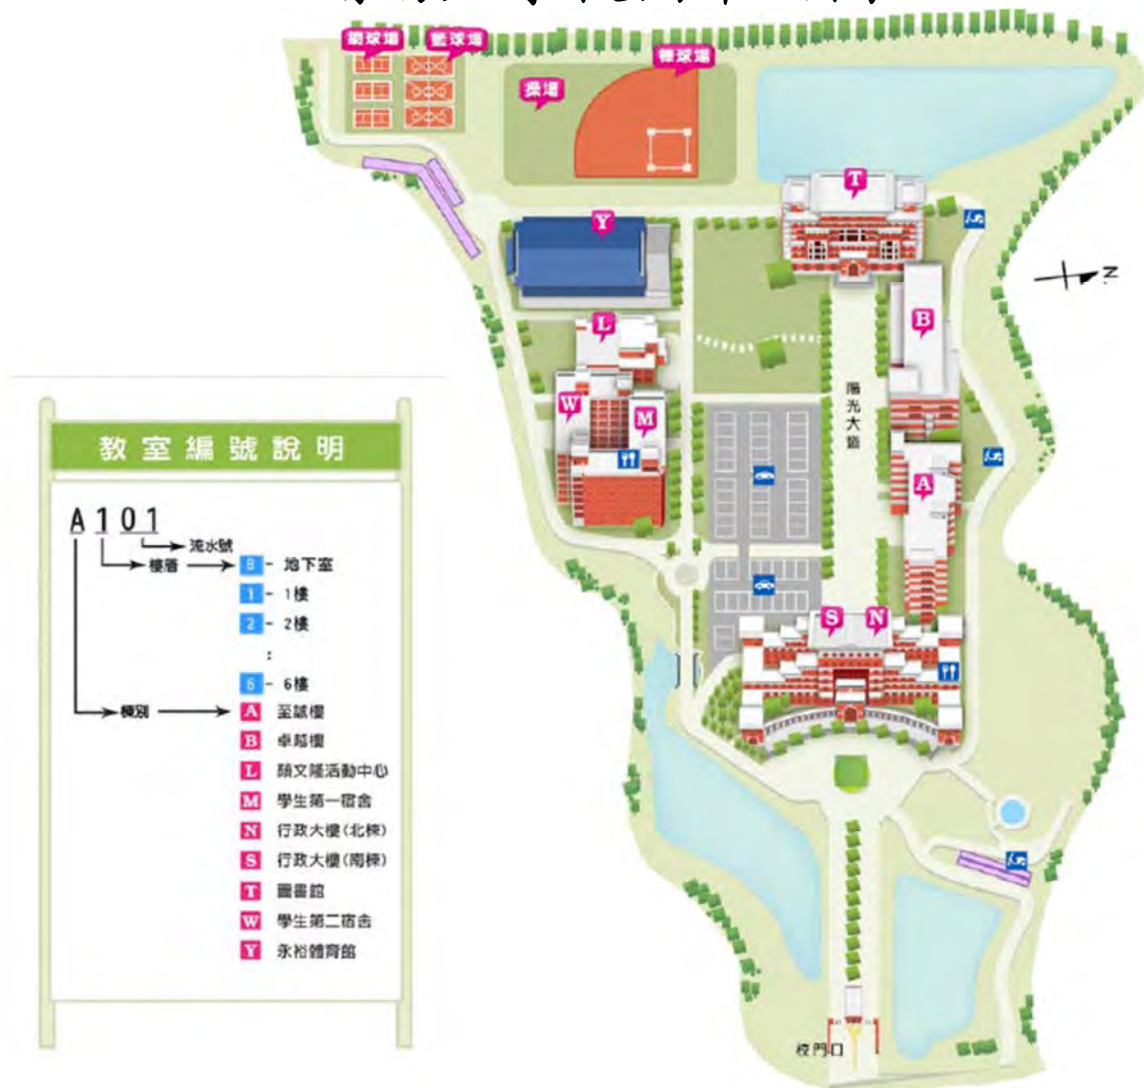 網球場
籃球場
棒球場
操場
T
Y
N
B
L
陽光大道
W
M
A
S
N
校門口
教室編號說明
A101
流水號
樓層
B - 地下室
1 - 1樓
2 - 2樓
:
6 - 6樓
棟別
A 至誠樓
B 卓越樓
L 顏文隆活動中心
M 學生第一宿舍
N 行政大樓(北棟)
S 行政大樓(南棟)
T 圖書館
W 學生第二宿舍
Y 永裕體育館